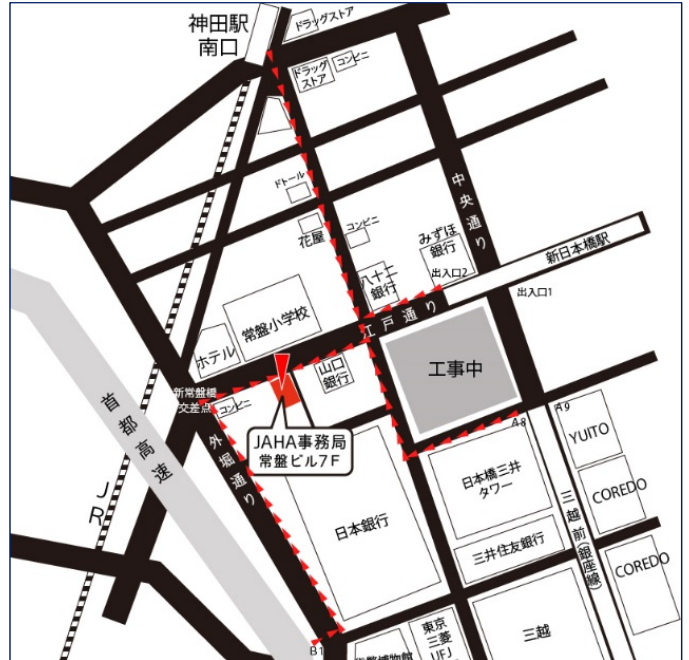 神田駅
南口
ドラッグストア
ドラッグ
ストア
コンビニ
ドトール
花屋
コンビニ
みずほ
銀行
中央通り
新日本橋駅
出入口2
出入口1
八十二
銀行
江戸通り
常盤小学校
ホテル
山口
銀行
工事中
新常盤橋
交差点
コンビニ
首都高速
外堀通り
JAHA事務局
常盤ビル7F
JR
A8
A9
YUITO
日本橋三井
タワー
COREDO
三越前(銀座線)
日本銀行
三井住友銀行
COREDO
B1
東京
三菱
UFJ
三越